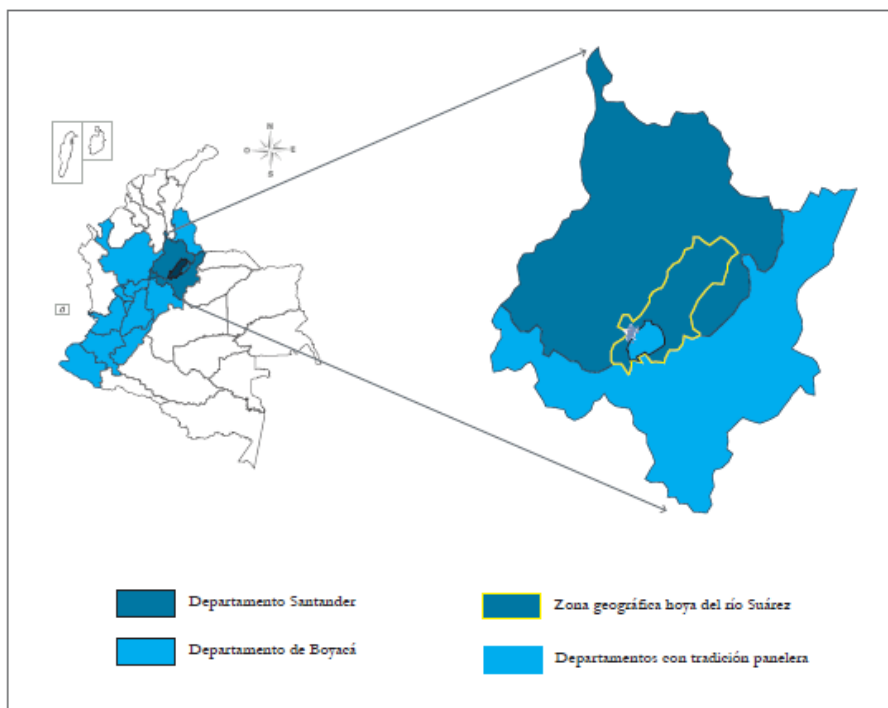 N
O E
S
Departamento Santander
Zona geográfica hoya del río Suárez
Departamento de Boyacá
Departamentos con tradición panelera